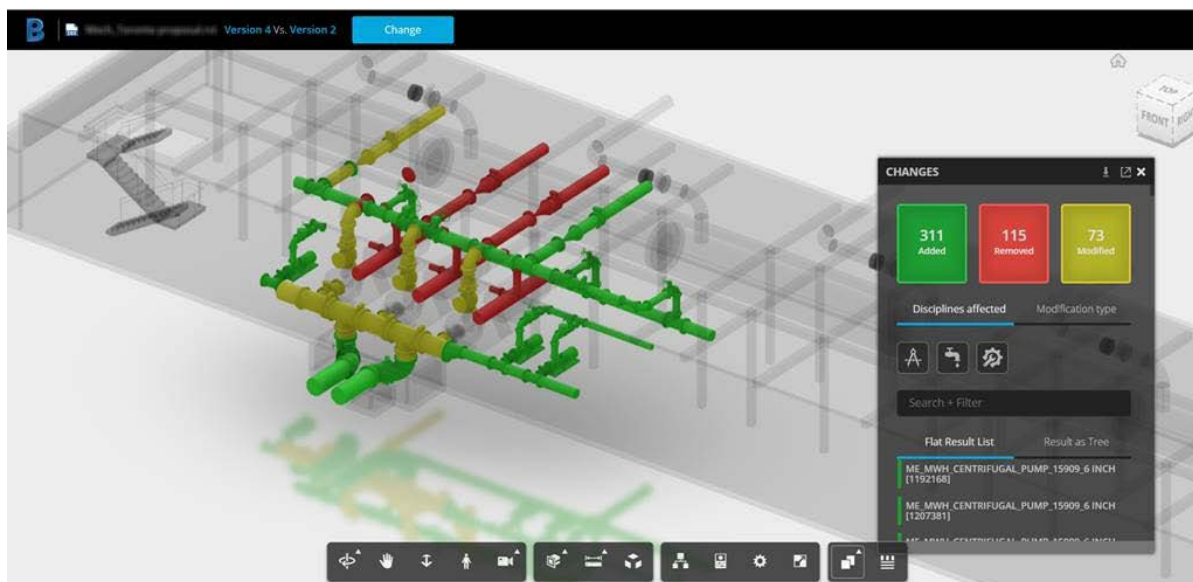 B
Version 4 Vs. Version 2
Change
TOP
FRONT
RIGHT
CHANGES
311
Added
115
Removed
73
Modified
Disciplines affected
Modification type
Search + Filter
Flat Result List
Result as Tree
ME_MWH_CENTRIFUGAL_PUMP_15909_6 INCH
[1192168]
ME_MWH_CENTRIFUGAL_PUMP_15909_6 INCH
[1207381]